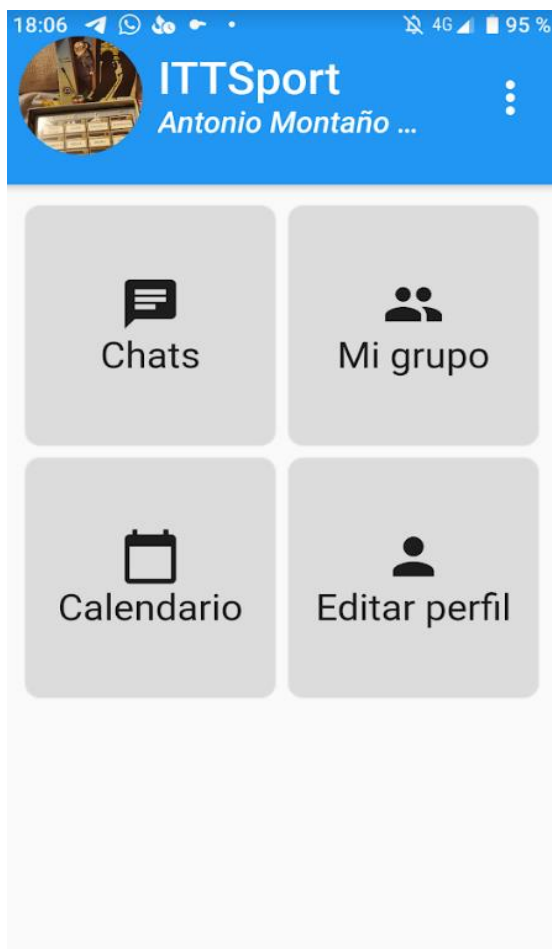 18:06 4G 95 %
ITTSport
Antonio Montaño ...
Chats
Mi grupo
Calendario
Editar perfil